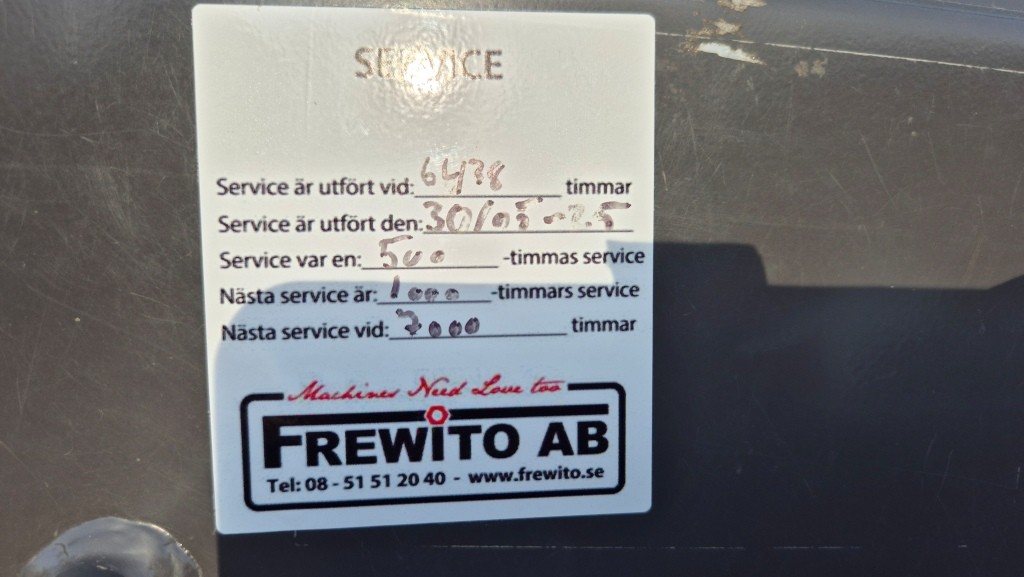 SERVICE
Service är utfört vid: 6438 timmar
Service är utfört den: 30/05-25
Service var en: 500 -timmas service
Nästa service är: 1000 -timmars service
Nästa service vid: 7000 timmar
Machines Need Love too
FREWITO AB
Tel: 08 - 51 51 20 40 - www.frewito.se